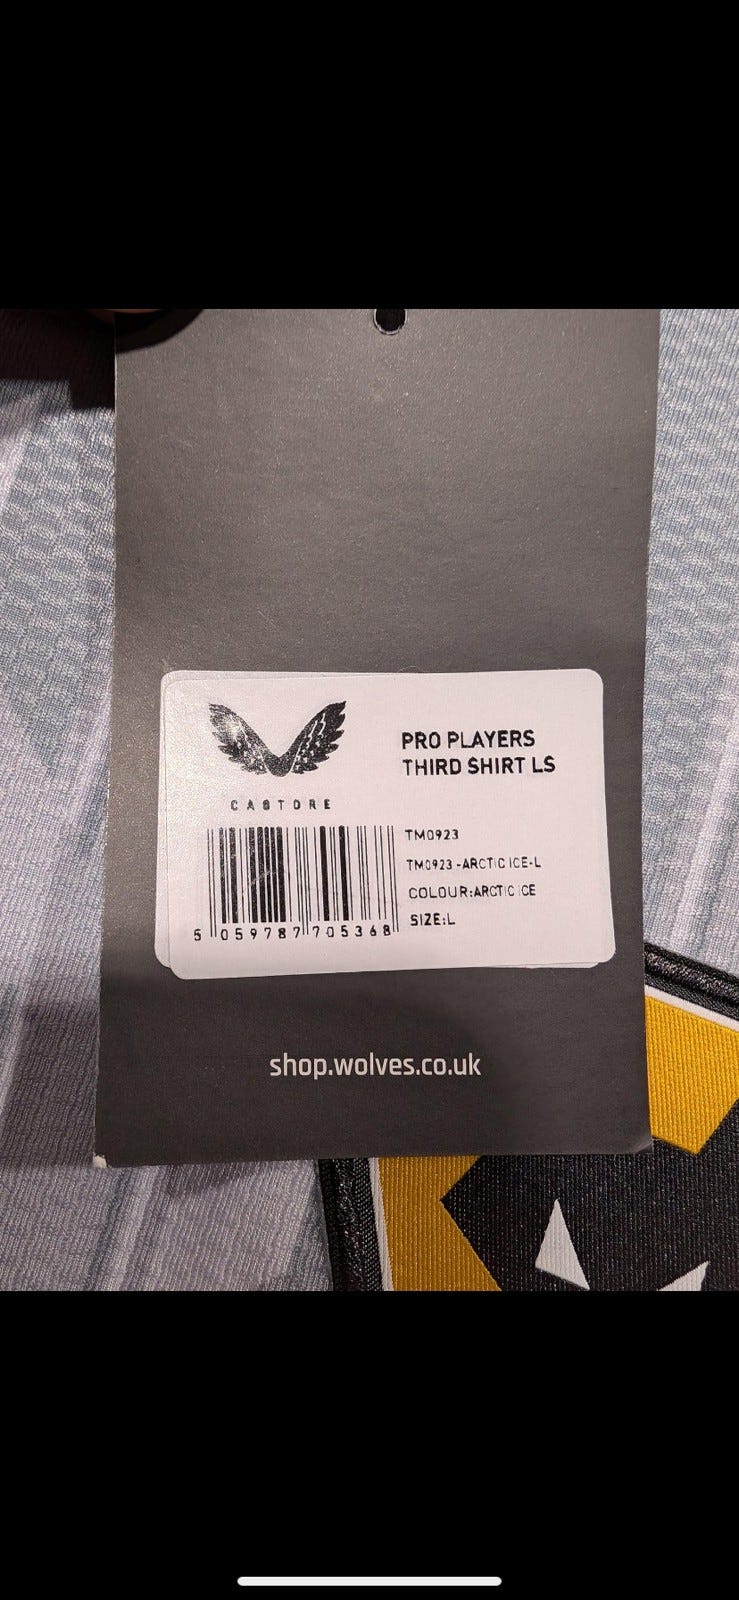 CASTORE
PRO PLAYERS
THIRD SHIRT LS
TM0923
TM0923-ARCTIC ICE-L
COLOUR:ARCTIC ICE
SIZE:L
5 059787 705368
shop.wolves.co.uk